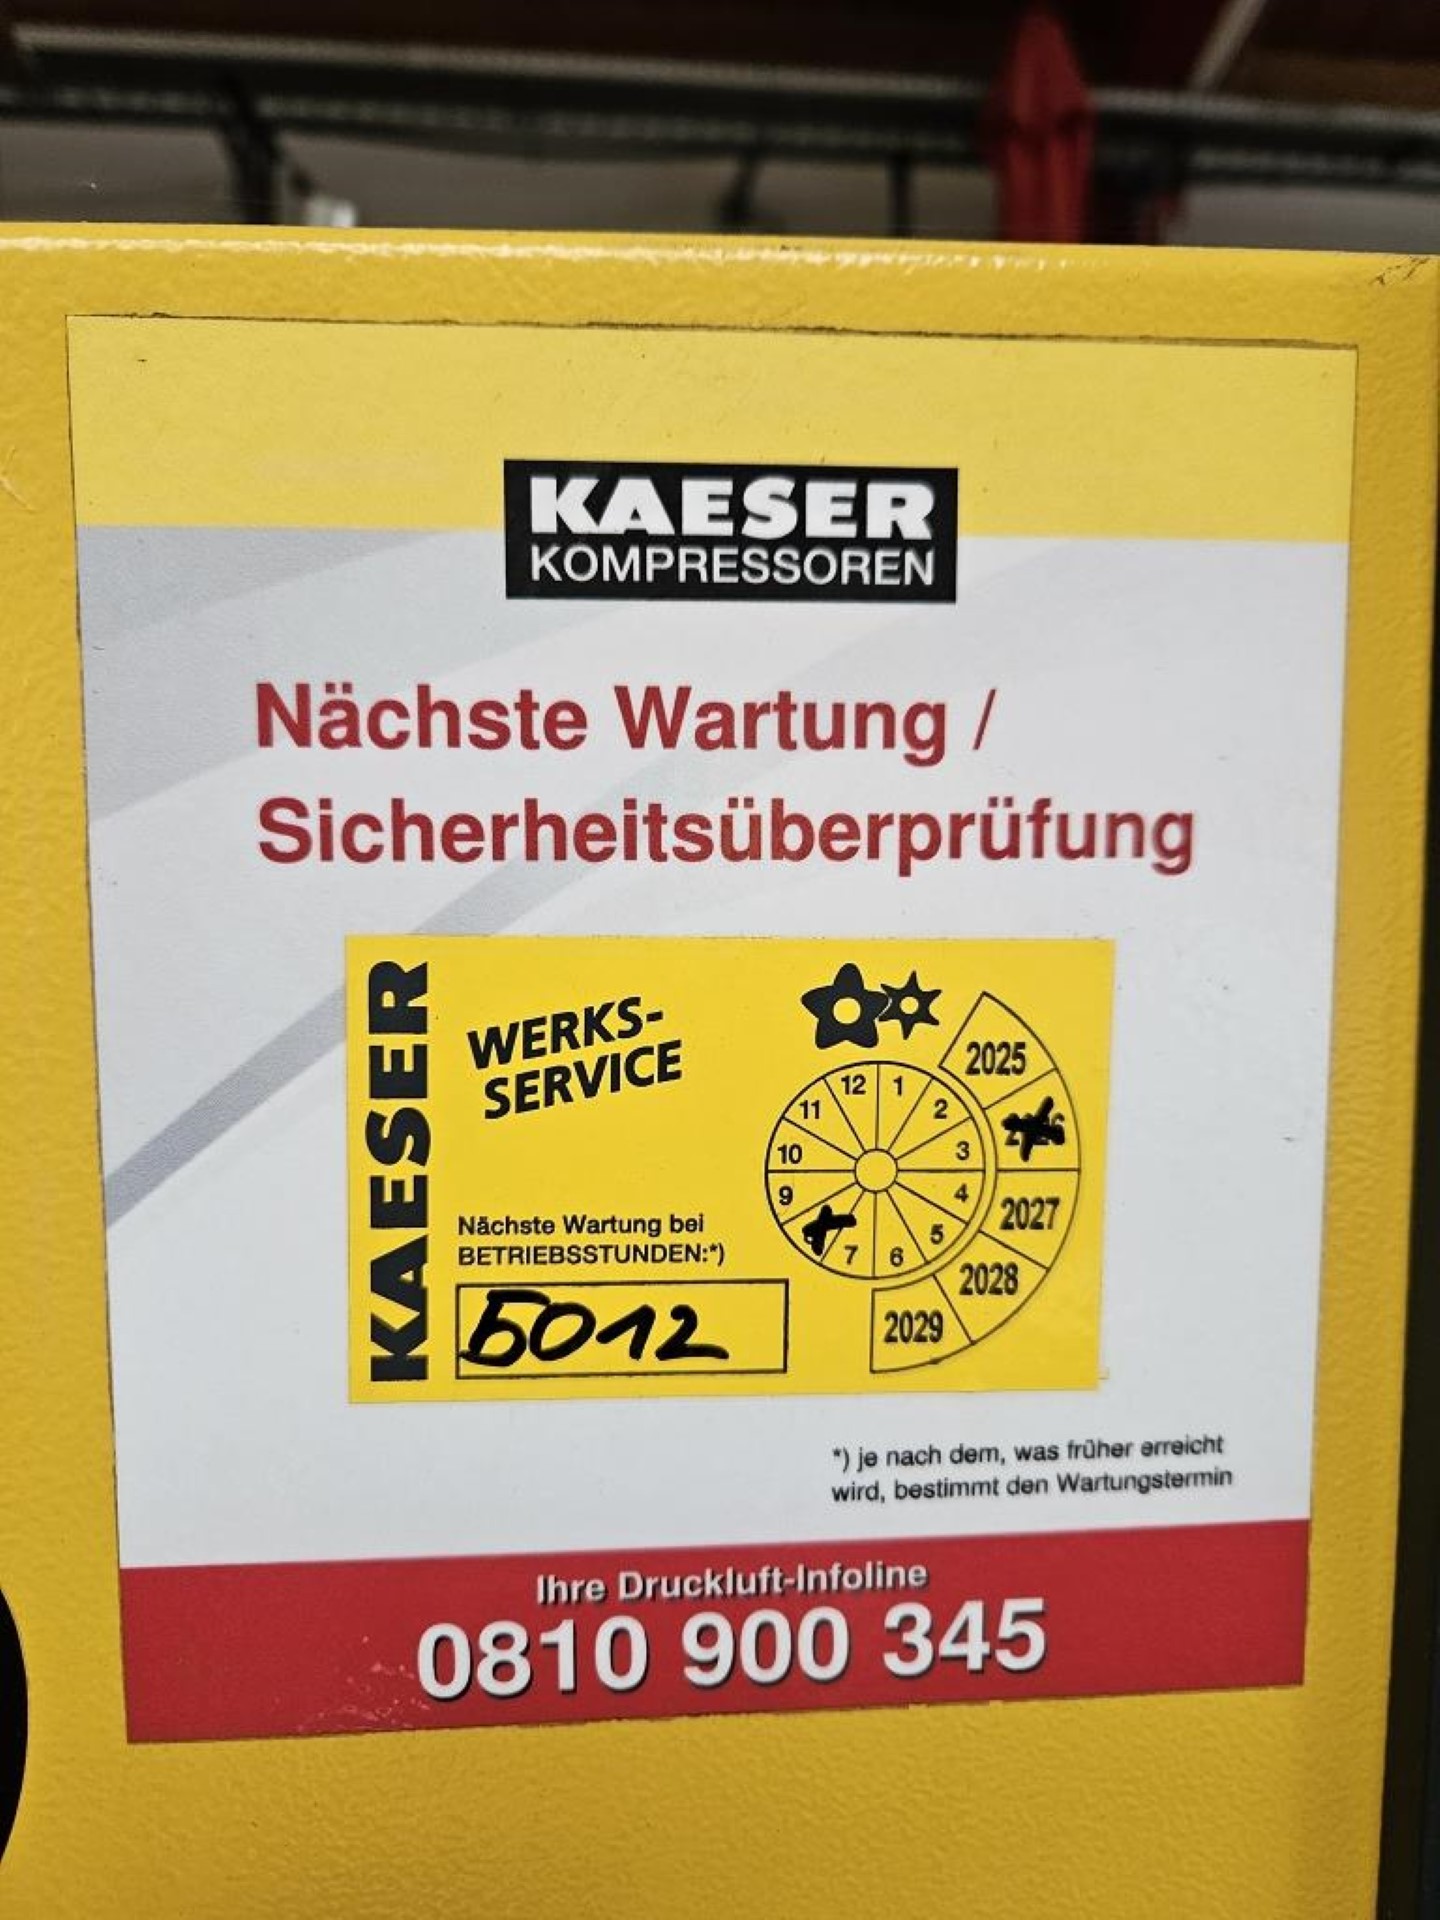 KAESER
KOMPRESSOREN
Nächste Wartung /
Sicherheitsüberprüfung
KAESER
WERKS-
SERVICE
Nächste Wartung bei
BETRIEBSSTUNDEN:*)
5012
12
1
2
3
4
5
6
7
9
10
11
2025
2027
2028
2029
*) je nach dem, was früher erreicht
wird, bestimmt den Wartungstermin
Ihre Druckluft-Infoline
0810 900 345